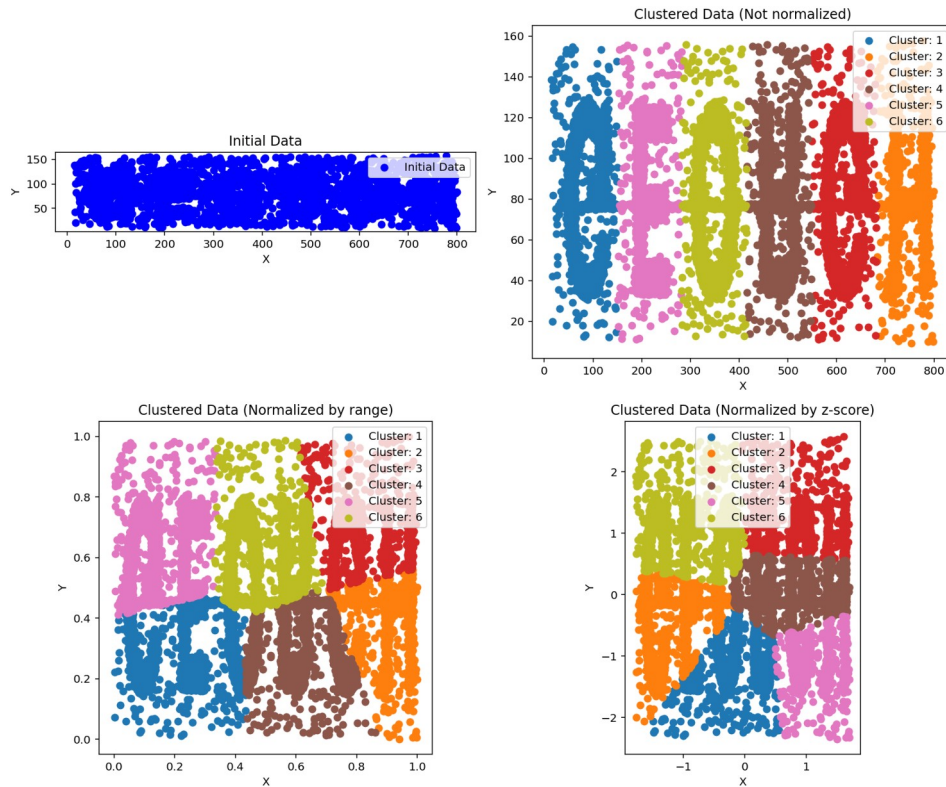 Initial Data
Initial Data
150
100
50
Y
0 100 200 300 400 500 600 700 800
X
Clustered Data (Not normalized)
Cluster: 1
Cluster: 2
Cluster: 3
Cluster: 4
Cluster: 5
Cluster: 6
160
140
120
100
80
60
40
20
Y
0 100 200 300 400 500 600 700 800
X
Clustered Data (Normalized by range)
Cluster: 1
Cluster: 2
Cluster: 3
Cluster: 4
Cluster: 5
Cluster: 6
1.0
0.8
0.6
0.4
0.2
0.0
Y
0.0 0.2 0.4 0.6 0.8 1.0
X
Clustered Data (Normalized by z-score)
Cluster: 1
Cluster: 2
Cluster: 3
Cluster: 4
Cluster: 5
Cluster: 6
2
1
0
−1
−2
Y
−1 0 1
X